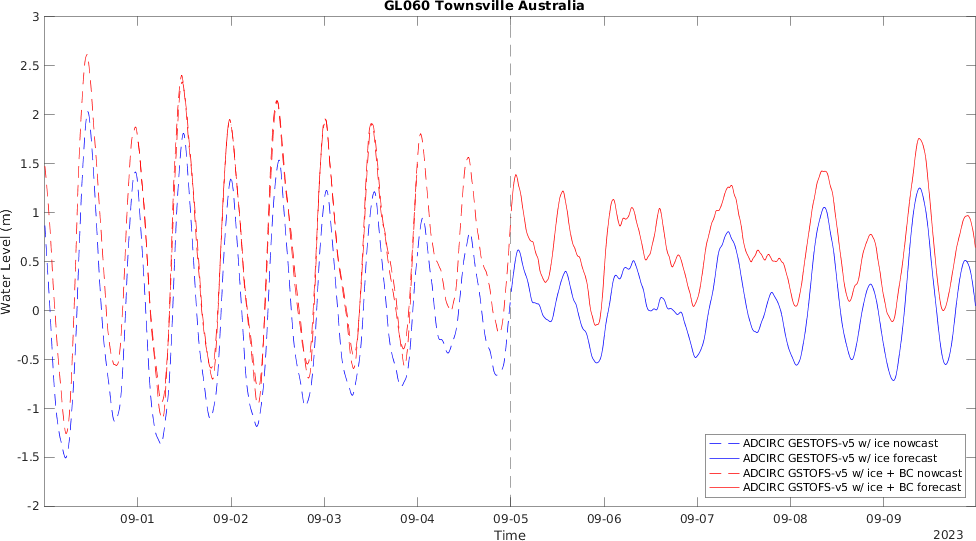 GL060 Townsville Australia
3
2.5
2
1.5
1
0.5
0
-0.5
-1
-1.5
-2
Water Level (m)
09-01 09-02 09-03 09-04 09-05 09-06 09-07 09-08 09-09
Time
2023
ADCIRC GESTOFS-v5 w/ ice nowcast
ADCIRC GESTOFS-v5 w/ ice forecast
ADCIRC GSTOFS-v5 w/ ice + BC nowcast
ADCIRC GSTOFS-v5 w/ ice + BC forecast